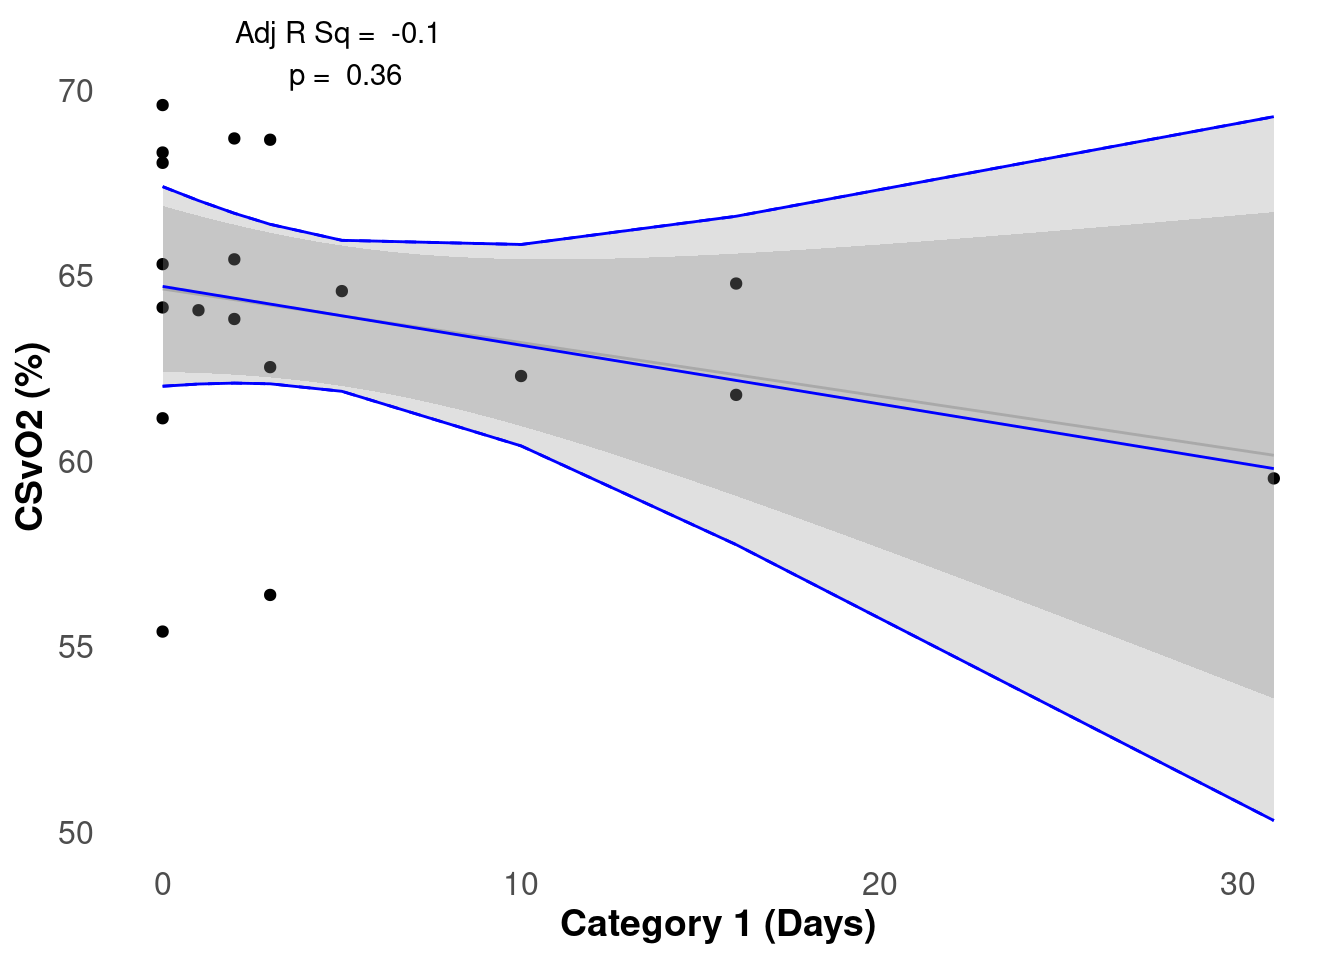 Adj R Sq =  -0.1
p =  0.36
70
65
60
55
50
CSvO2 (%)
0 10 20 30
Category 1 (Days)